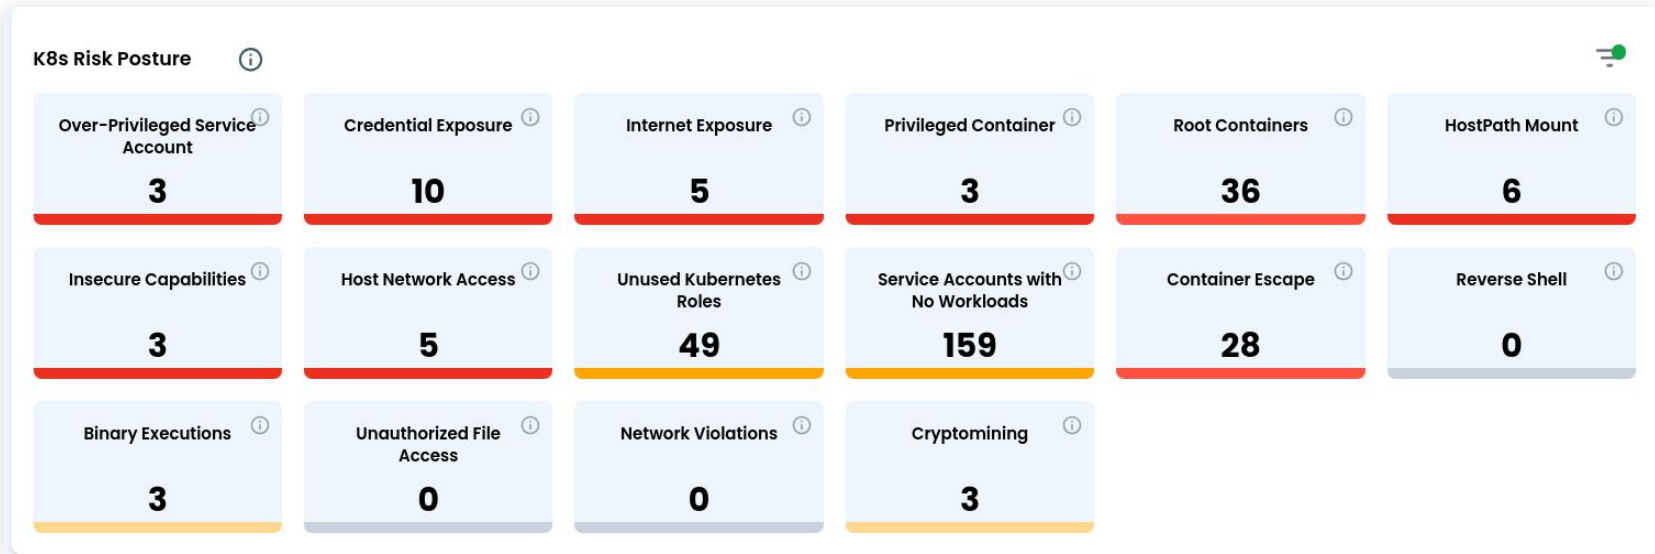 K8s Risk Posture
Over-Privileged Service
Account
3
Credential Exposure
10
Internet Exposure
5
Privileged Container
3
Root Containers
36
HostPath Mount
6
Insecure Capabilities
3
Host Network Access
5
Unused Kubernetes
Roles
49
Service Accounts with
No Workloads
159
Container Escape
28
Reverse Shell
0
Binary Executions
3
Unauthorized File
Access
0
Network Violations
0
Cryptomining
3